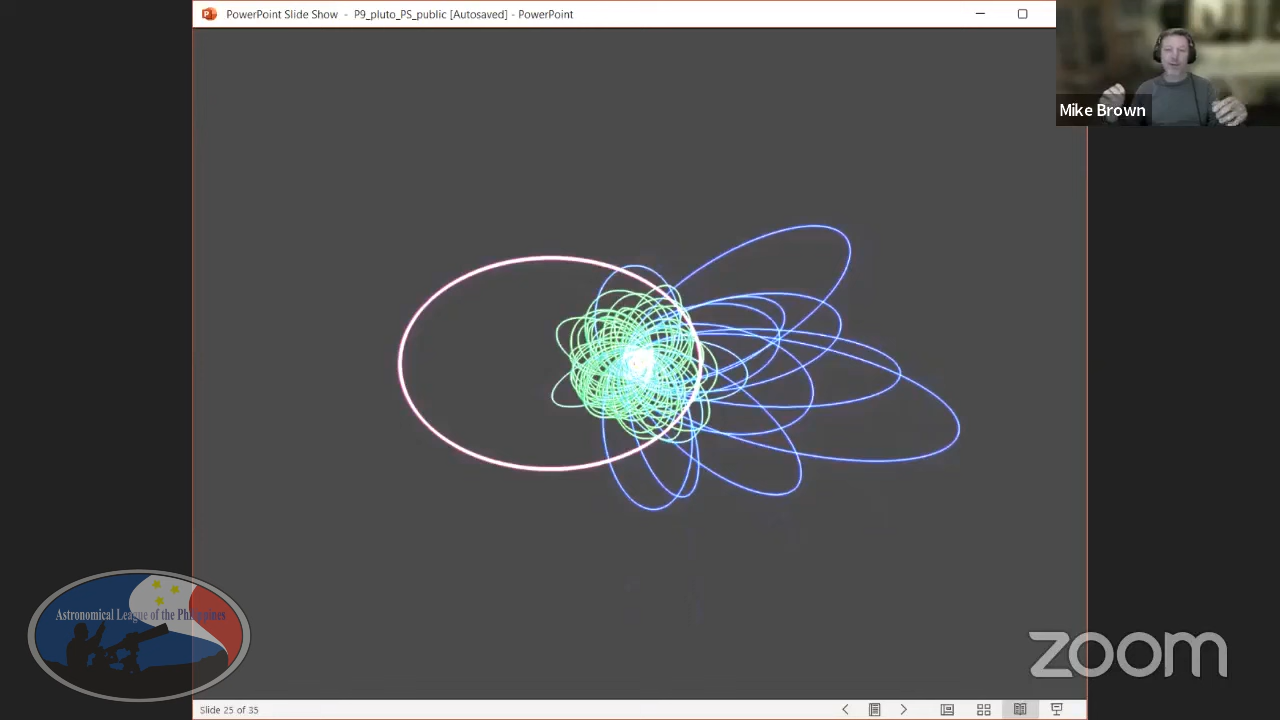 PowerPoint Slide Show - P9_pluto_PS_public [Autosaved] - PowerPoint
Mike Brown
Astronomical League of the Philippines
zoom
Slide 25 of 35